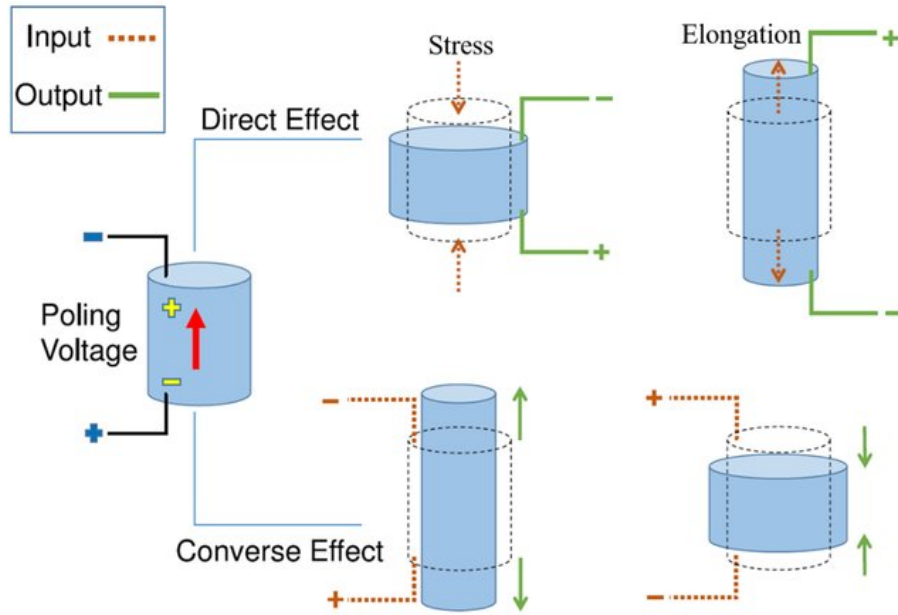 Input
Output
Stress
Elongation
+
−
Direct Effect
+
−
−
+
Poling
Voltage
−
+
−
+
−
+
Converse Effect
+
−